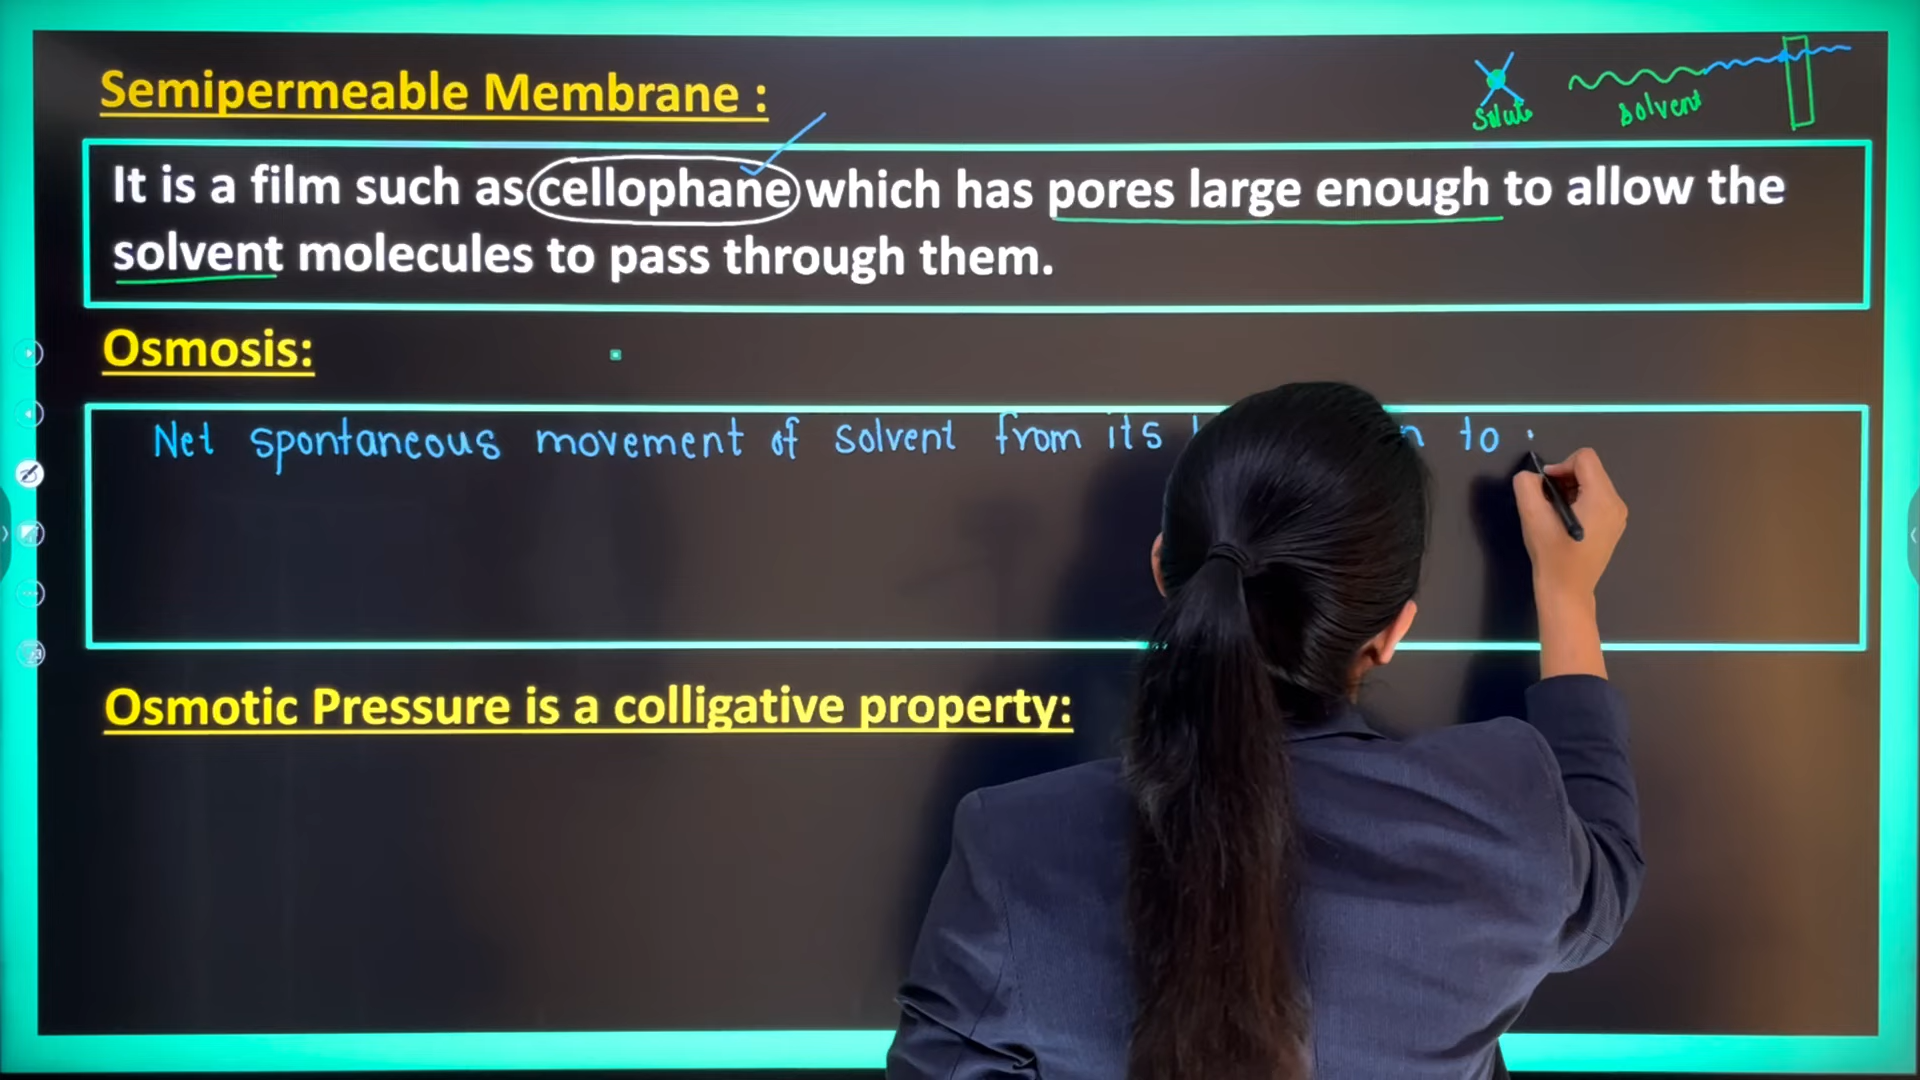 Semipermeable Membrane :
Solute
solvent
It is a film such as cellophane which has pores large enough to allow the
solvent molecules to pass through them.
Osmosis:
Net spontaneous movement of solvent from its to
Osmotic Pressure is a colligative property: